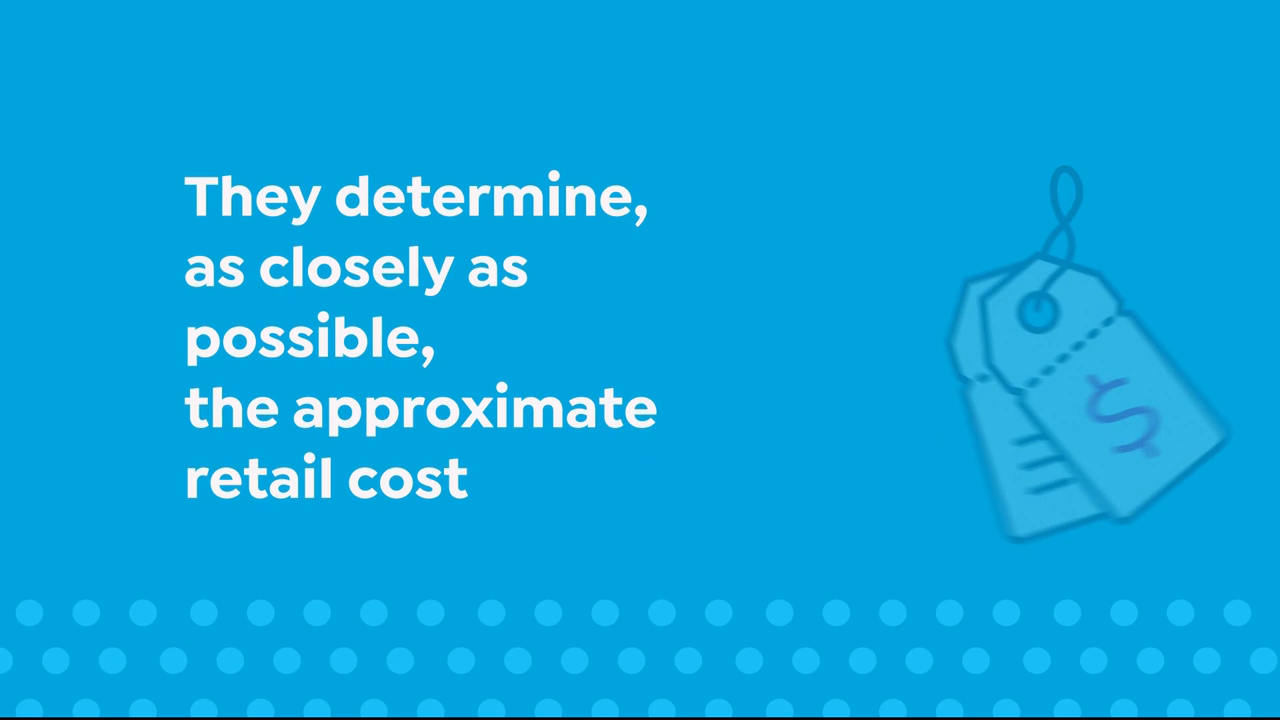 They determine,
as closely as
possible,
the approximate
retail cost
$